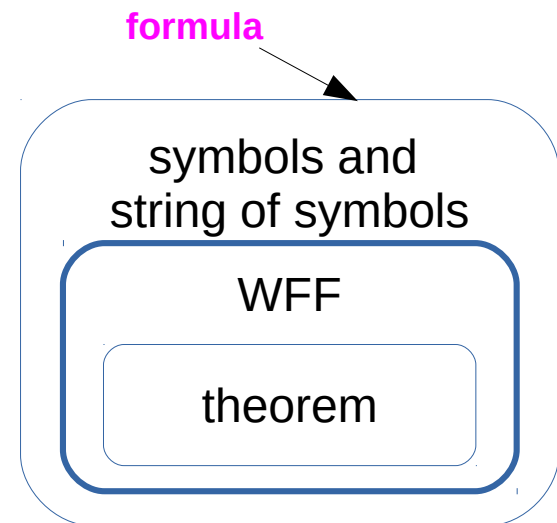 formula
symbols and
string of symbols
WFF
theorem